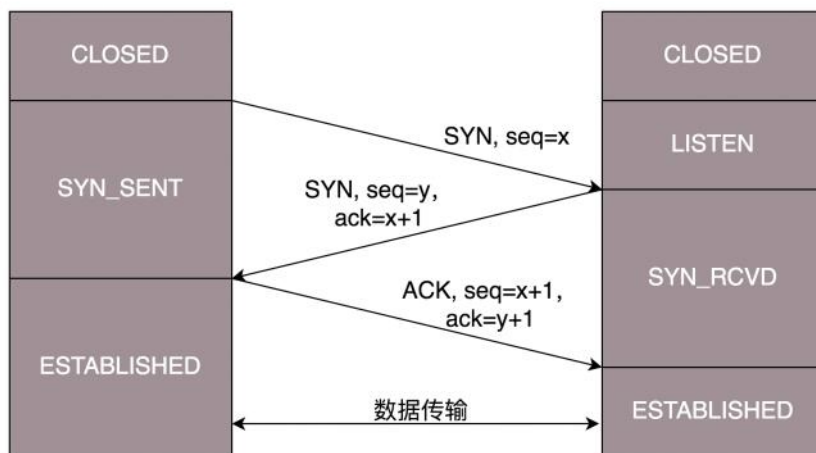 CLOSED
CLOSED
SYN, seq=x
LISTEN
SYN_SENT
SYN, seq=y,
ack=x+1
SYN_RCVD
ACK, seq=x+1,
ack=y+1
ESTABLISHED
数据传输
ESTABLISHED